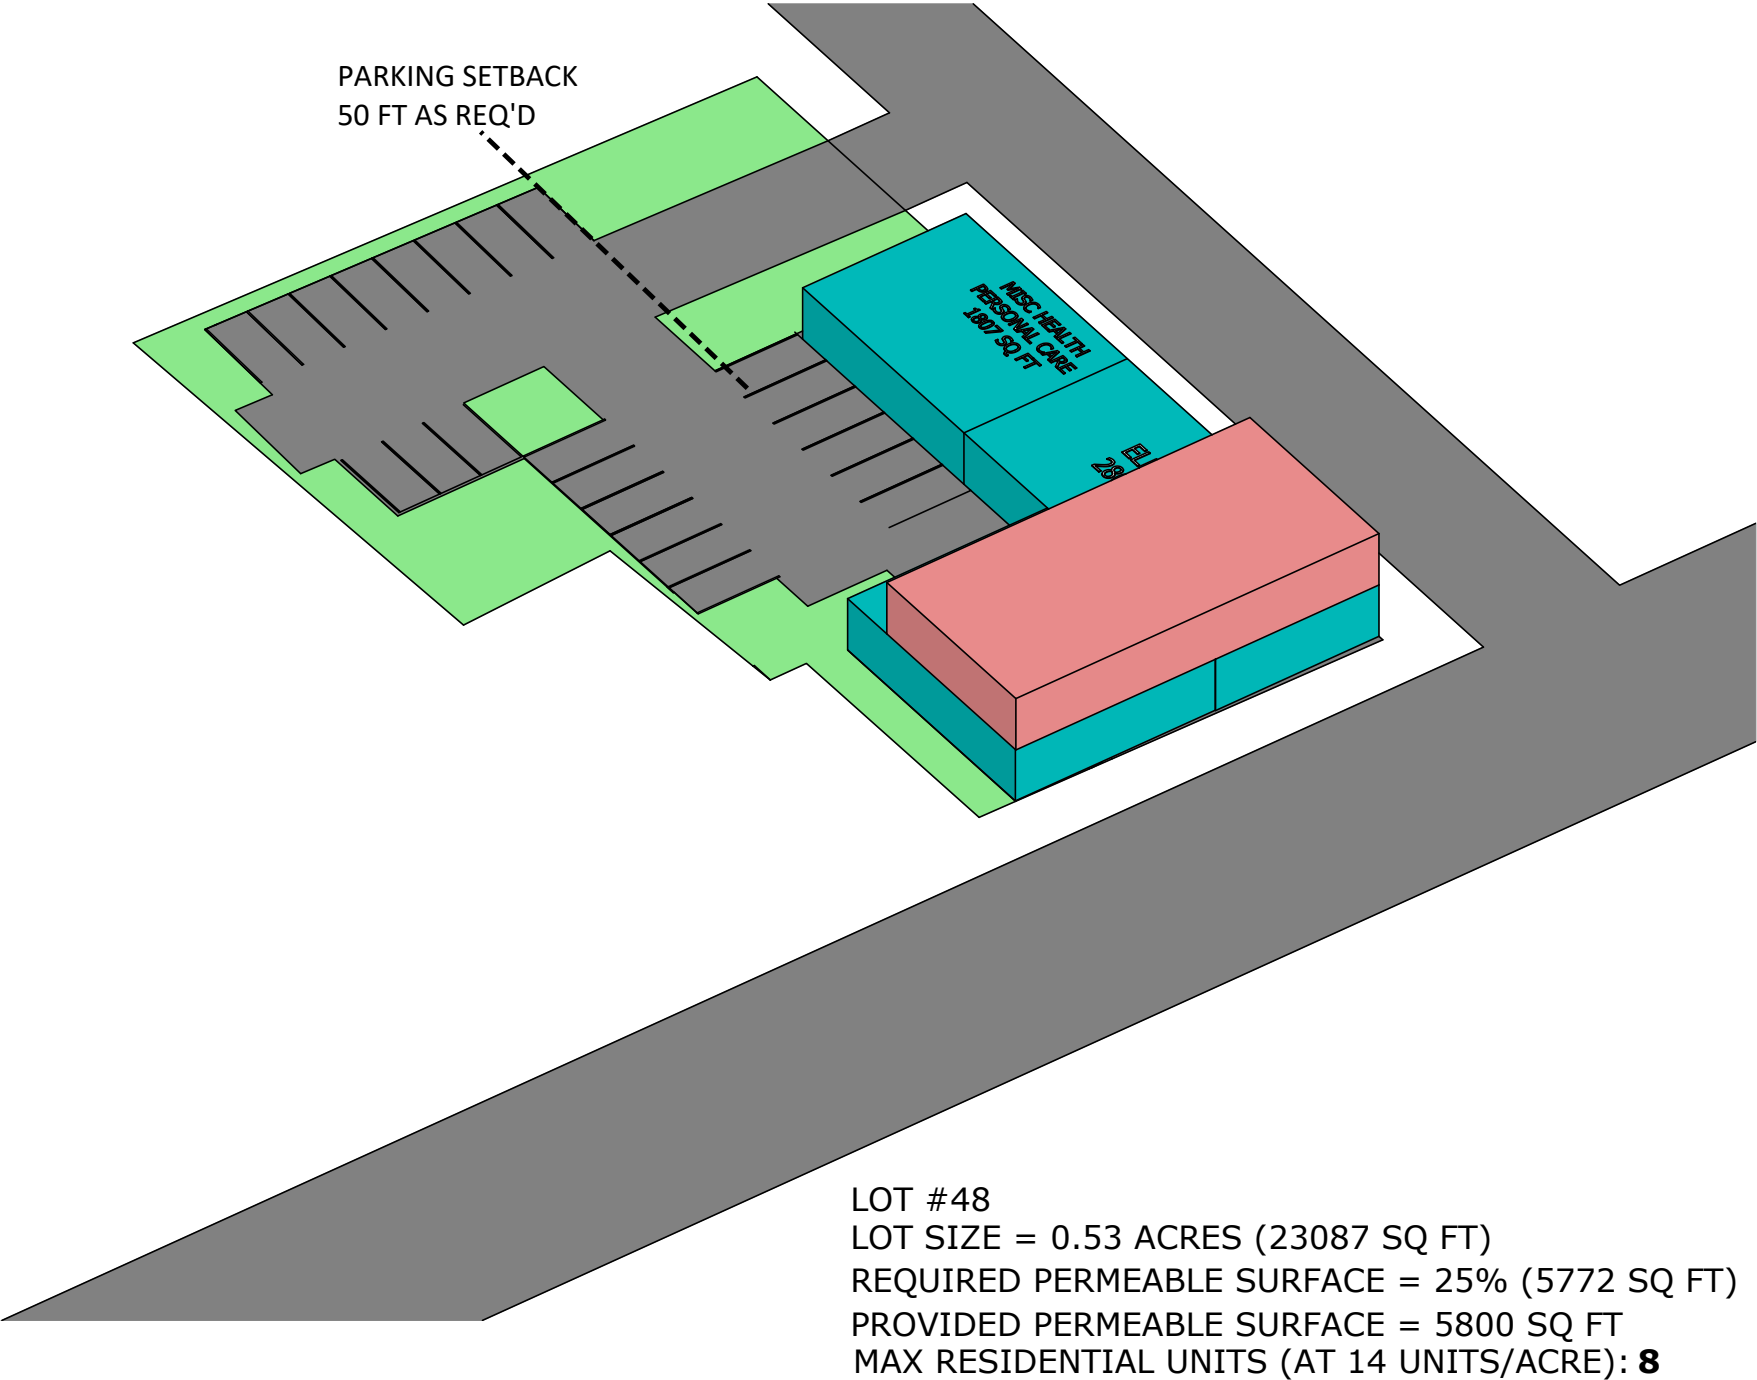 PARKING SETBACK
50 FT AS REQ'D
MISC HEALTH
PERSONAL CARE
1807 SQ FT
EL
28
LOT #48
LOT SIZE = 0.53 ACRES (23087 SQ FT)
REQUIRED PERMEABLE SURFACE = 25% (5772 SQ FT)
PROVIDED PERMEABLE SURFACE = 5800 SQ FT
MAX RESIDENTIAL UNITS (AT 14 UNITS/ACRE): 8